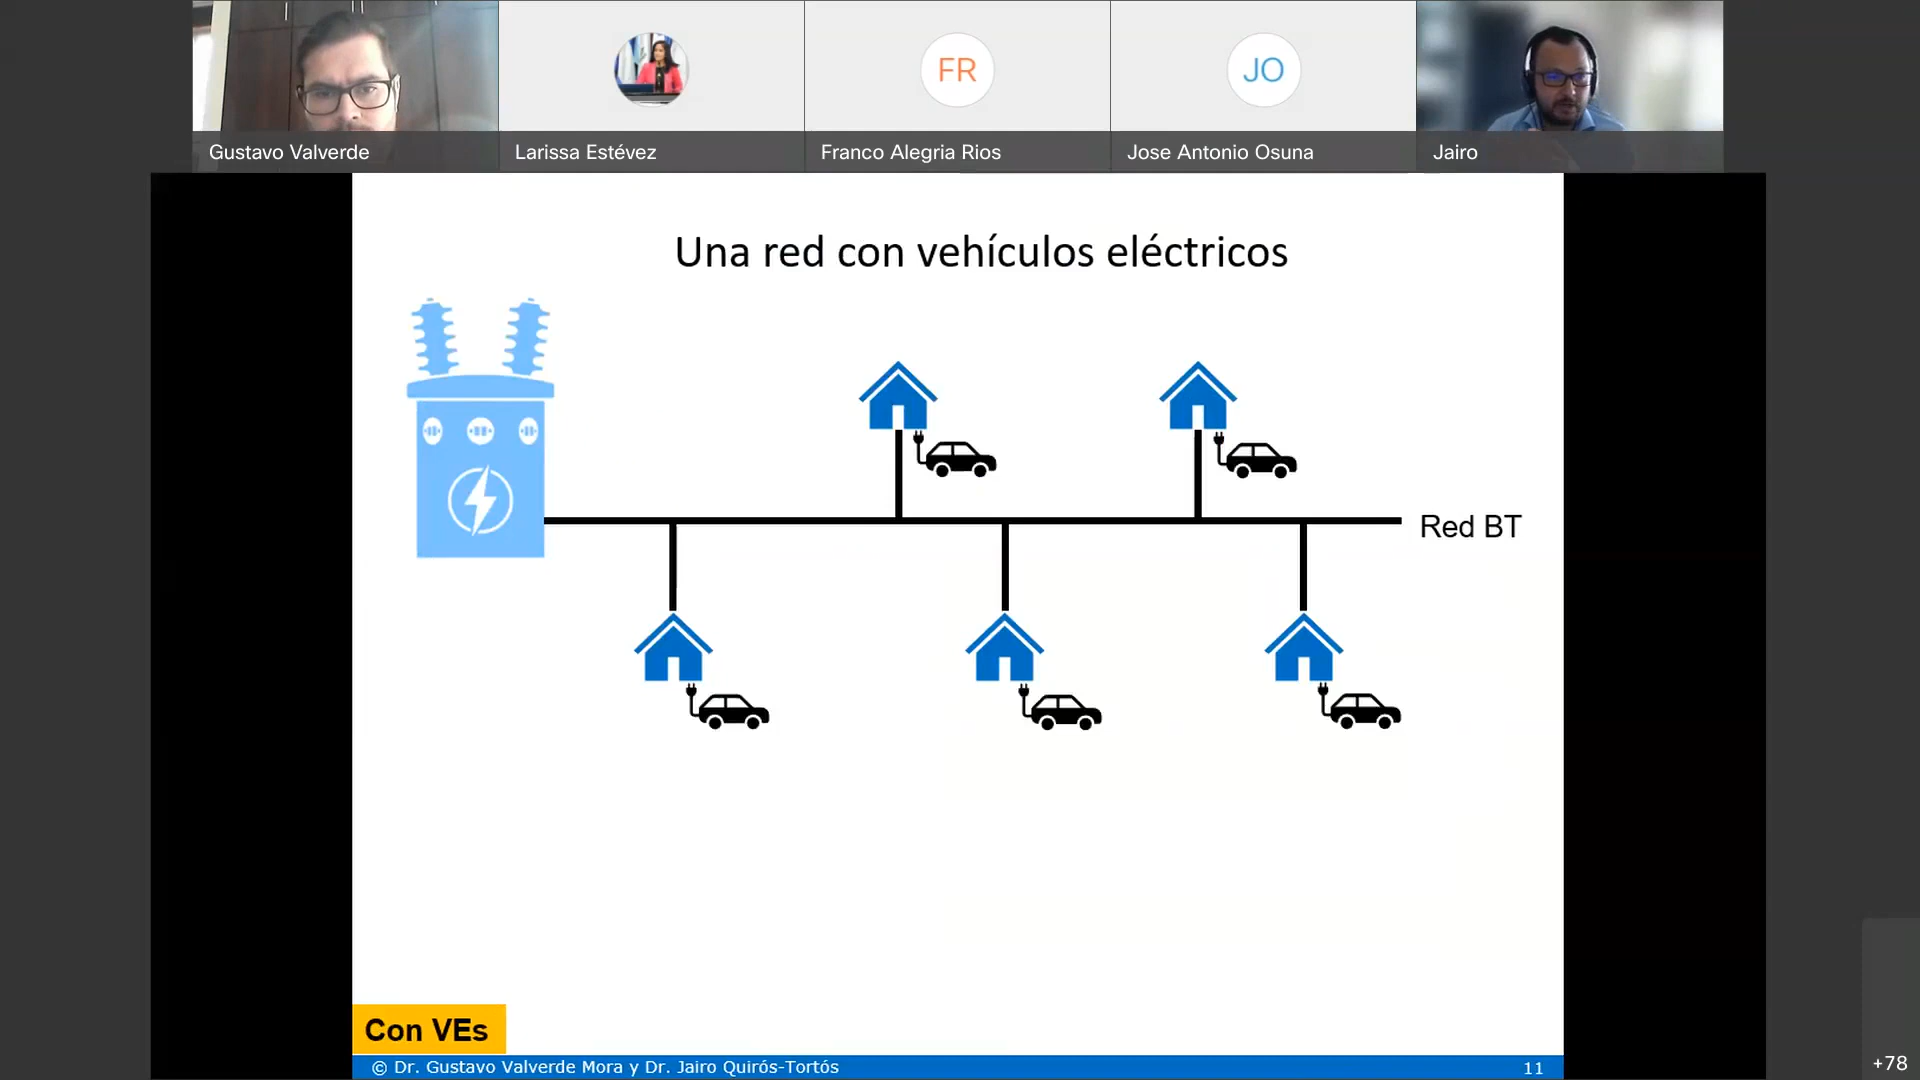 FR
JO
Gustavo Valverde
Larissa Estévez
Franco Alegria Rios
Jose Antonio Osuna
Jairo
Una red con vehículos eléctricos
Red BT
Con VEs
© Dr. Gustavo Valverde Mora y Dr. Jairo Quirós-Tortós
11
+78